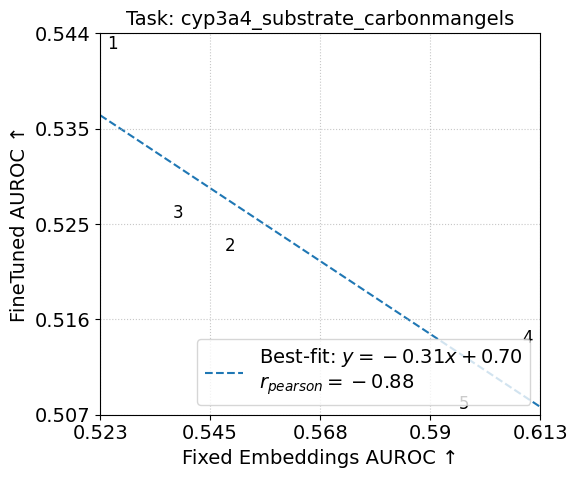 Task: cyp3a4_substrate_carbonmangels
FineTuned AUROC ↑
0.544
0.535
0.525
0.516
0.507
1
3
2
4
5
Best-fit: y = −0.31x + 0.70
r_pearson = −0.88
0.523 0.545 0.568 0.59 0.613
Fixed Embeddings AUROC ↑